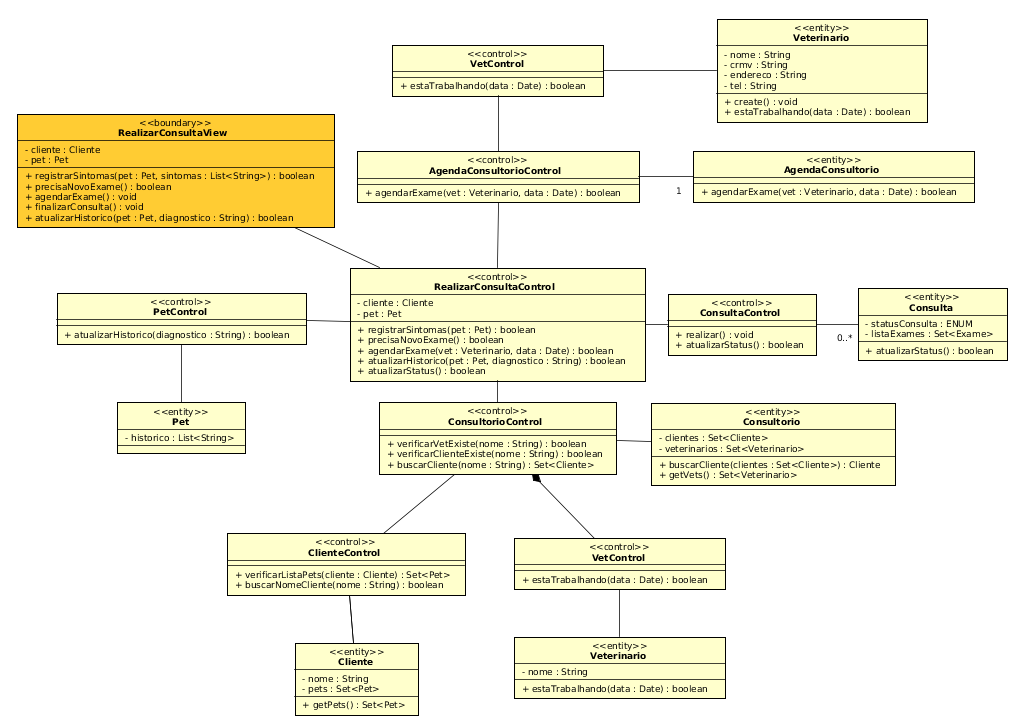 <<entity>>
Veterinario
- nome : String
- crmv : String
- endereco : String
- tel : String
+ create() : void
+ estaTrabalhando(data : Date) : boolean
<<control>>
VetControl
+ estaTrabalhando(data : Date) : boolean
<<boundary>>
RealizarConsultaView
- cliente : Cliente
- pet : Pet
+ registrarSintomas(pet : Pet, sintomas : List<String>) : boolean
+ precisaNovoExame() : boolean
+ agendarExame() : void
+ finalizarConsulta() : void
+ atualizarHistorico(pet : Pet, diagnostico : String) : boolean
<<control>>
AgendaConsultorioControl
+ agendarExame(vet : Veterinario, data : Date) : boolean
1
<<entity>>
AgendaConsultorio
+ agendarExame(vet : Veterinario, data : Date) : boolean
<<control>>
RealizarConsultaControl
- cliente : Cliente
- pet : Pet
+ registrarSintomas(pet : Pet) : boolean
+ precisaNovoExame() : boolean
+ agendarExame(vet : Veterinario, data : Date) : boolean
+ atualizarHistorico(pet : Pet, diagnostico : String) : boolean
+ atualizarStatus() : boolean
<<control>>
PetControl
+ atualizarHistorico(diagnostico : String) : boolean
<<control>>
ConsultaControl
+ realizar() : void
+ atualizarStatus() : boolean
0..*
<<entity>>
Consulta
- statusConsulta : ENUM
- listaExames : Set<Exame>
+ atualizarStatus() : boolean
<<entity>>
Pet
- historico : List<String>
<<control>>
ConsultorioControl
+ verificarVetExiste(nome : String) : boolean
+ verificarClienteExiste(nome : String) : boolean
+ buscarCliente(nome : String) : Set<Cliente>
<<entity>>
Consultorio
- clientes : Set<Cliente>
- veterinarios : Set<Veterinario>
+ buscarCliente(clientes : Set<Cliente>) : Cliente
+ getVets() : Set<Veterinario>
<<control>>
ClienteControl
+ verificarListaPets(cliente : Cliente) : Set<Pet>
+ buscarNomeCliente(nome : String) : boolean
<<control>>
VetControl
+ estaTrabalhando(data : Date) : boolean
<<entity>>
Cliente
- nome : String
- pets : Set<Pet>
+ getPets() : Set<Pet>
<<entity>>
Veterinario
- nome : String
+ estaTrabalhando(data : Date) : boolean